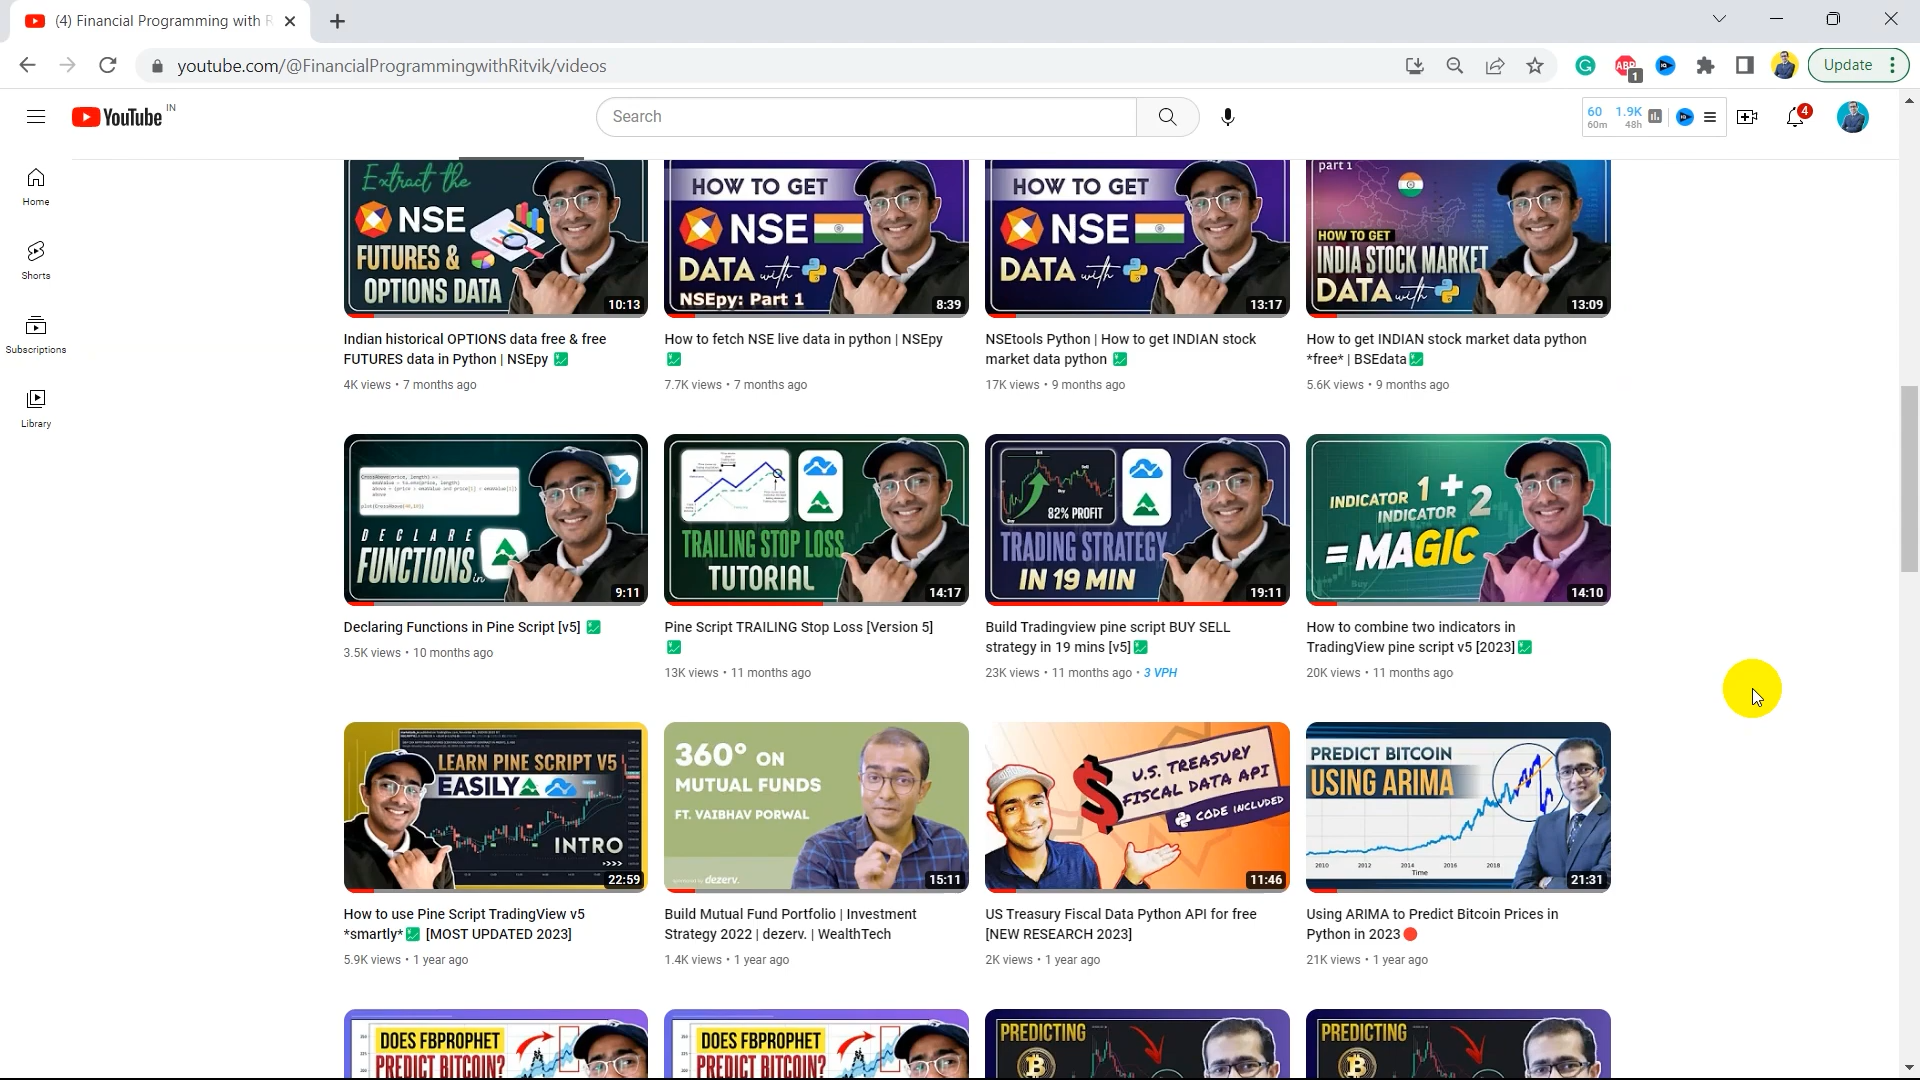 (4) Financial Programming with R
youtube.com/@FinancialProgrammingwithRitvik/videos
ABP
1
Update
YouTube
IN
Search
60
60m
1.9K
48h
4
Home
Shorts
Subscriptions
Library
Extract the
NSE
FUTURES &
OPTIONS DATA
10:13
Indian historical OPTIONS data free & free
FUTURES data in Python | NSEpy
4K views • 7 months ago
HOW TO GET
NSE
DATA with
NSEpy: Part 1
8:39
How to fetch NSE live data in python | NSEpy
7.7K views • 7 months ago
HOW TO GET
NSE
DATA with
13:17
NSEtools Python | How to get INDIAN stock
market data python
17K views • 9 months ago
part 1
HOW TO GET
INDIA STOCK MARKET
DATA with
13:09
How to get INDIAN stock market data python
*free* | BSEdata
5.6K views • 9 months ago
DECLARE
FUNCTIONS in
9:11
Declaring Functions in Pine Script [v5]
3.5K views • 10 months ago
TRAILING STOP LOSS
TUTORIAL
14:17
Pine Script TRAILING Stop Loss [Version 5]
13K views • 11 months ago
82% PROFIT
TRADING STRATEGY
IN 19 MIN
19:11
Build Tradingview pine script BUY SELL
strategy in 19 mins [v5]
23K views • 11 months ago • 3 VPH
INDICATOR 1 +
INDICATOR 2
= MAGIC
14:10
How to combine two indicators in
TradingView pine script v5 [2023]
20K views • 11 months ago
LEARN PINE SCRIPT V5
EASILY
INTRO
>>>>
22:59
How to use Pine Script TradingView v5
*smartly* [MOST UPDATED 2023]
5.9K views • 1 year ago
360° ON
MUTUAL FUNDS
FT. VAIBHAV PORWAL
dezerv.
15:11
Build Mutual Fund Portfolio | Investment
Strategy 2022 | dezerv. | WealthTech
1.4K views • 1 year ago
U.S. TREASURY
FISCAL DATA API
CODE INCLUDED
11:46
US Treasury Fiscal Data Python API for free
[NEW RESEARCH 2023]
2K views • 1 year ago
PREDICT BITCOIN
USING ARIMA
2010 2012 2014 2016 2018
Time
21:31
Using ARIMA to Predict Bitcoin Prices in
Python in 2023
21K views • 1 year ago
DOES FBPROPHET
PREDICT BITCOIN?
DOES FBPROPHET
PREDICT BITCOIN?
PREDICTING
PREDICTING